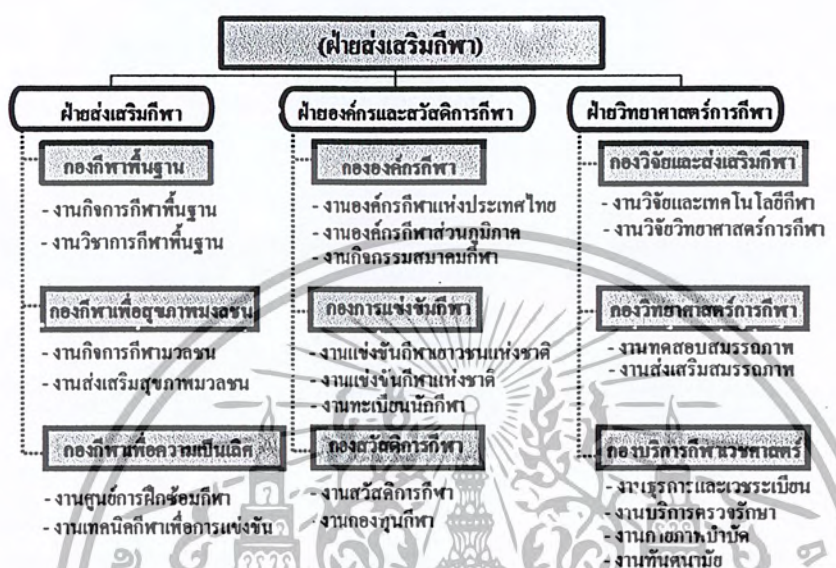 (ฝ่ายส่งเสริมกีฬา)
ฝ่ายส่งเสริมกีฬา
กองกีฬาพื้นฐาน
- งานกิจการกีฬาพื้นฐาน
- งานวิชาการกีฬาพื้นฐาน
กองกีฬาเพื่อสุขภาพมวลชน
- งานกิจการกีฬามวลชน
- งานส่งเสริมสุขภาพมวลชน
กองกีฬาเพื่อความเป็นเลิศ
- งานศูนย์การฝึกซ้อมกีฬา
- งานเทคนิคกีฬาเพื่อการแข่งขัน
ฝ่ายองค์กรและสวัสดิการกีฬา
กององค์กรกีฬา
- งานองค์กรกีฬาแห่งประเทศไทย
- งานองค์กรกีฬาส่วนภูมิภาค
- งานกิจกรรมสมาคมกีฬา
กองการแข่งขันกีฬา
- งานแข่งขันกีฬาเยาวชนแห่งชาติ
- งานแข่งขันกีฬาแห่งชาติ
- งานทะเบียนนักกีฬา
กองสวัสดิการกีฬา
- งานสวัสดิการกีฬา
- งานกองทุนกีฬา
ฝ่ายวิทยาศาสตร์การกีฬา
กองวิจัยและส่งเสริมกีฬา
- งานวิจัยและเทคโนโลยีกีฬา
- งานวิจัยวิทยาศาสตร์การกีฬา
กองวิทยาศาสตร์การกีฬา
- งานทดสอบสมรรถภาพ
- งานส่งเสริมสมรรถภาพ
กองบริการกีฬาเวชศาสตร์
- งานธุรการและเวชระเบียน
- งานบริการตรวจรักษา
- งานกายภาพบำบัด
- งานทันตนามัย